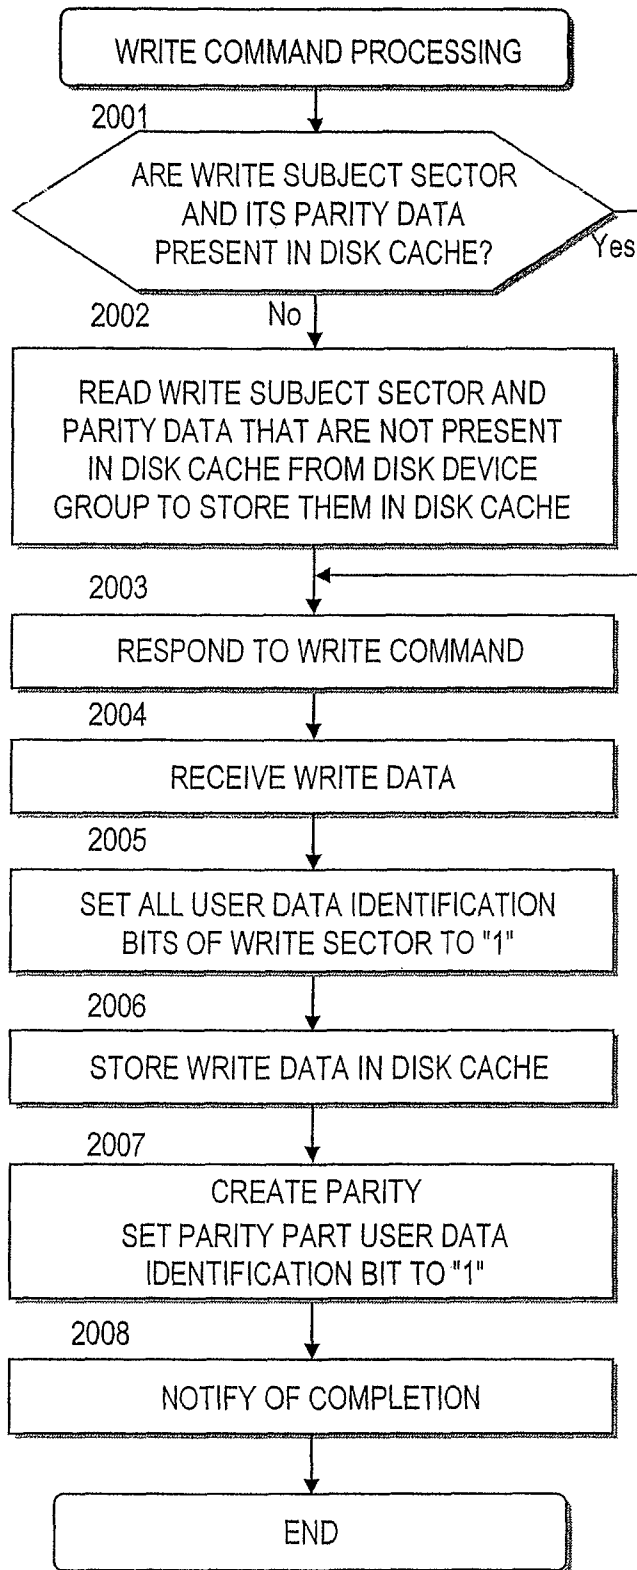 WRITE COMMAND PROCESSING
2001
ARE WRITE SUBJECT SECTOR
AND ITS PARITY DATA
PRESENT IN DISK CACHE?
Yes
2002
No
READ WRITE SUBJECT SECTOR AND
PARITY DATA THAT ARE NOT PRESENT
IN DISK CACHE FROM DISK DEVICE
GROUP TO STORE THEM IN DISK CACHE
2003
RESPOND TO WRITE COMMAND
2004
RECEIVE WRITE DATA
2005
SET ALL USER DATA IDENTIFICATION
BITS OF WRITE SECTOR TO "1"
2006
STORE WRITE DATA IN DISK CACHE
2007
CREATE PARITY
SET PARITY PART USER DATA
IDENTIFICATION BIT TO "1"
2008
NOTIFY OF COMPLETION
END